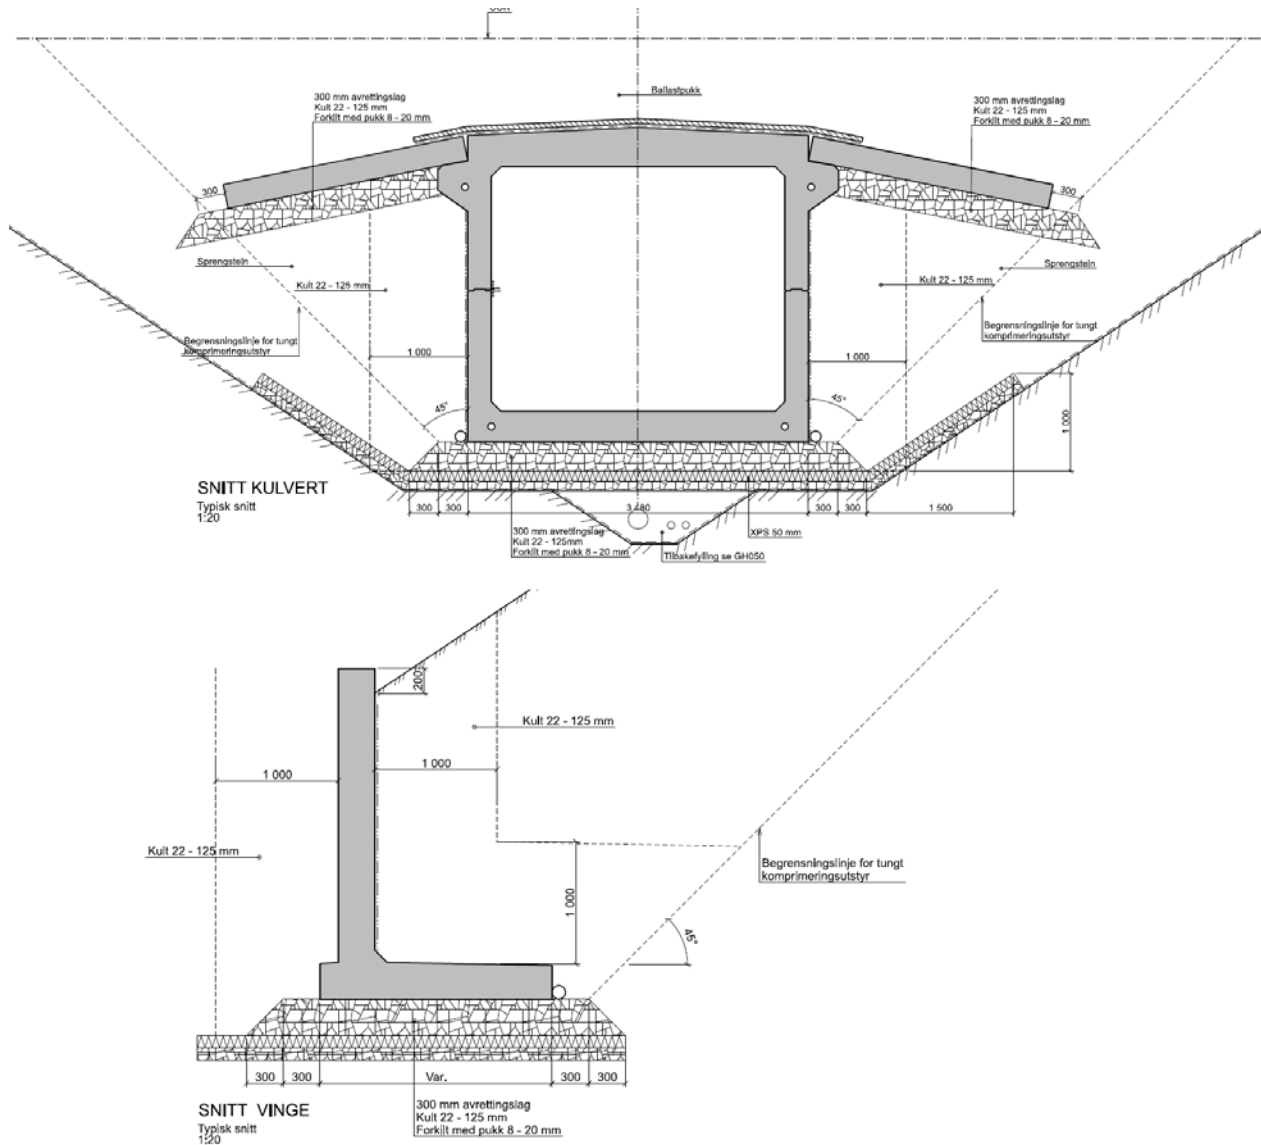 Ballastpukk
300 mm avrettingslag
Kult 22 - 125 mm
Forkilt med pukk 8 - 20 mm
300 mm avrettingslag
Kult 22 - 125 mm
Forkilt med pukk 8 - 20 mm
300
300
Sprengstein
Kult 22 - 125 mm
Sprengstein
Kult 22 - 125 mm
Begrensningslinje for tungt
komprimeringsutstyr
Begrensningslinje for tungt
komprimeringsutstyr
1 000
1 000
45°
45°
1 000
SNITT KULVERT
Typisk snitt
1:20
300
300
3 480
300
300
1 500
300 mm avrettingslag
Kult 22 - 125mm
Forkilt med pukk 8 - 20 mm
XPS 50 mm
Tilbakefylling se GH050
200
Kult 22 - 125 mm
1 000
1 000
Kult 22 - 125 mm
Begrensningslinje for tungt
komprimeringsutstyr
1 000
45°
300
300
Var.
300
300
SNITT VINGE
Typisk snitt
1:20
300 mm avrettingslag
Kult 22 - 125 mm
Forkilt med pukk 8 - 20 mm